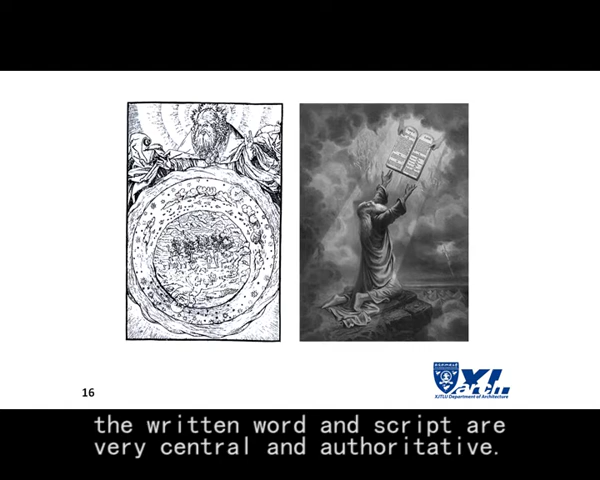 16
XJTLU Department of Architecture
the written word and script are
very central and authoritative.